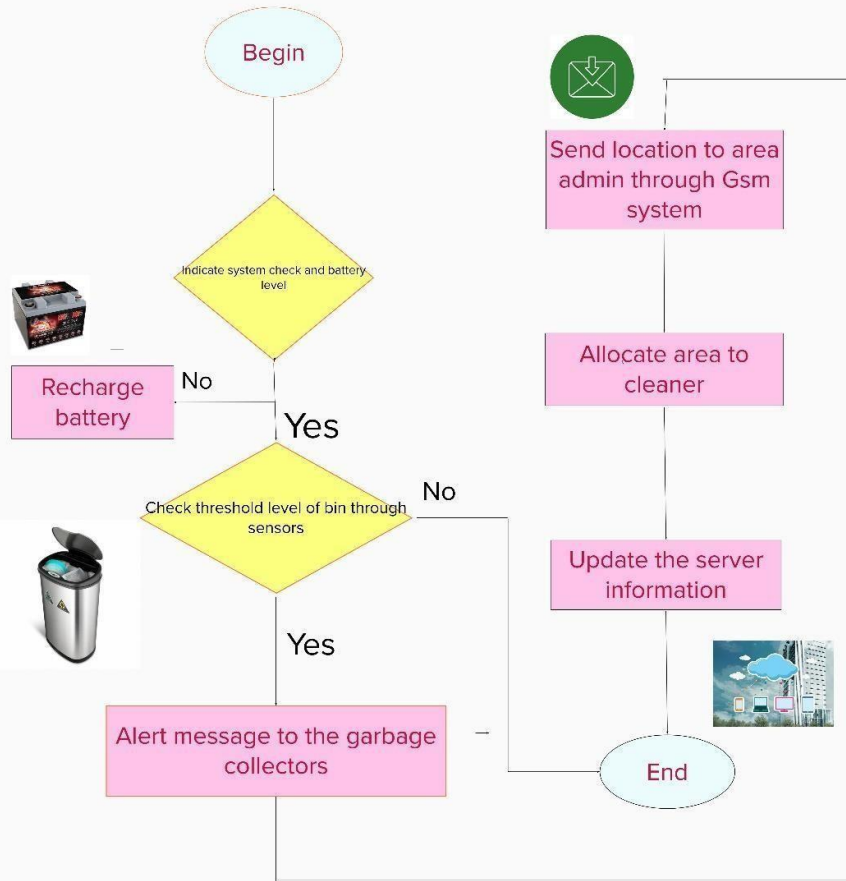 Begin
Indicate system check and battery
level
Recharge
battery
No
Yes
Check threshold level of bin through
sensors
No
Yes
Alert message to the garbage
collectors
Send location to area
admin through Gsm
system
Allocate area to
cleaner
Update the server
information
End